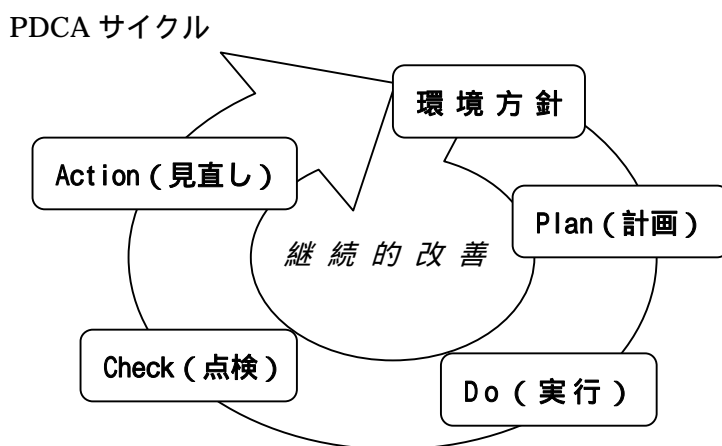 PDCA サイクル
環境方針
Plan（計画）
Do（実行）
Check（点検）
Action（見直し）
継続的改善